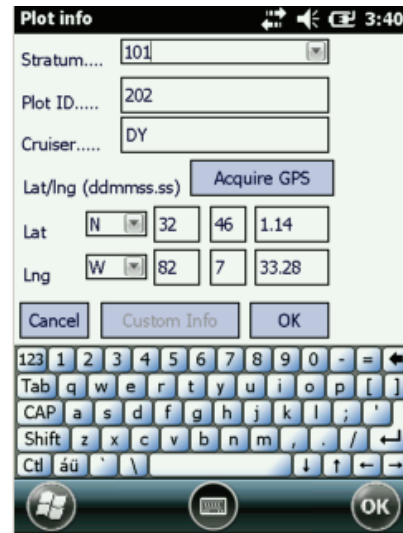 Plot info 3:40
Stratum.... 101
Plot ID..... 202
Cruiser..... DY
Lat/lng (ddmmss.ss) Acquire GPS
Lat N 32 46 1.14
Lng W 82 7 33.28
Cancel Custom Info OK
123 1 2 3 4 5 6 7 8 9 0 - =
Tab q w e r t y u i o p [ ]
CAP a s d f g h j k l ; '
Shift z x c v b n m , . /
Ctl áü ` \
OK